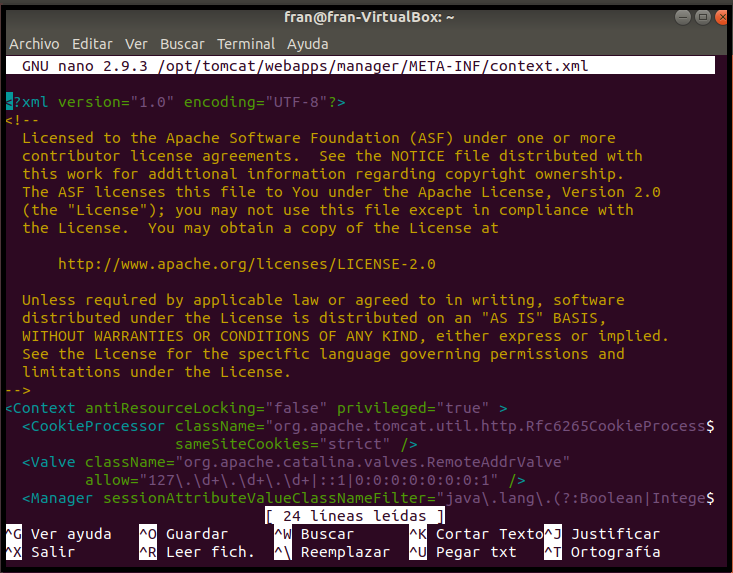 fran@fran-VirtualBox: ~
Archivo Editar Ver Buscar Terminal Ayuda
GNU nano 2.9.3 /opt/tomcat/webapps/manager/META-INF/context.xml
<?xml version="1.0" encoding="UTF-8"?>
<!--
  Licensed to the Apache Software Foundation (ASF) under one or more
  contributor license agreements.  See the NOTICE file distributed with
  this work for additional information regarding copyright ownership.
  The ASF licenses this file to You under the Apache License, Version 2.0
  (the "License"); you may not use this file except in compliance with
  the License.  You may obtain a copy of the License at
      http://www.apache.org/licenses/LICENSE-2.0
  Unless required by applicable law or agreed to in writing, software
  distributed under the License is distributed on an "AS IS" BASIS,
  WITHOUT WARRANTIES OR CONDITIONS OF ANY KIND, either express or implied.
  See the License for the specific language governing permissions and
  limitations under the License.
-->
<Context antiResourceLocking="false" privileged="true" >
  <CookieProcessor className="org.apache.tomcat.util.http.Rfc6265CookieProcess$
                   sameSiteCookies="strict" />
  <Valve className="org.apache.catalina.valves.RemoteAddrValve"
         allow="127\.\d+\.\d+\.\d+|::1|0:0:0:0:0:0:0:1" />
  <Manager sessionAttributeValueClassNameFilter="java\.lang\.(?:Boolean|Intege$
[ 24 líneas leidas ]
^G Ver ayuda ^O Guardar ^W Buscar ^K Cortar Texto ^J Justificar
^X Salir ^R Leer fich. ^\ Reemplazar ^U Pegar txt ^T Ortografía